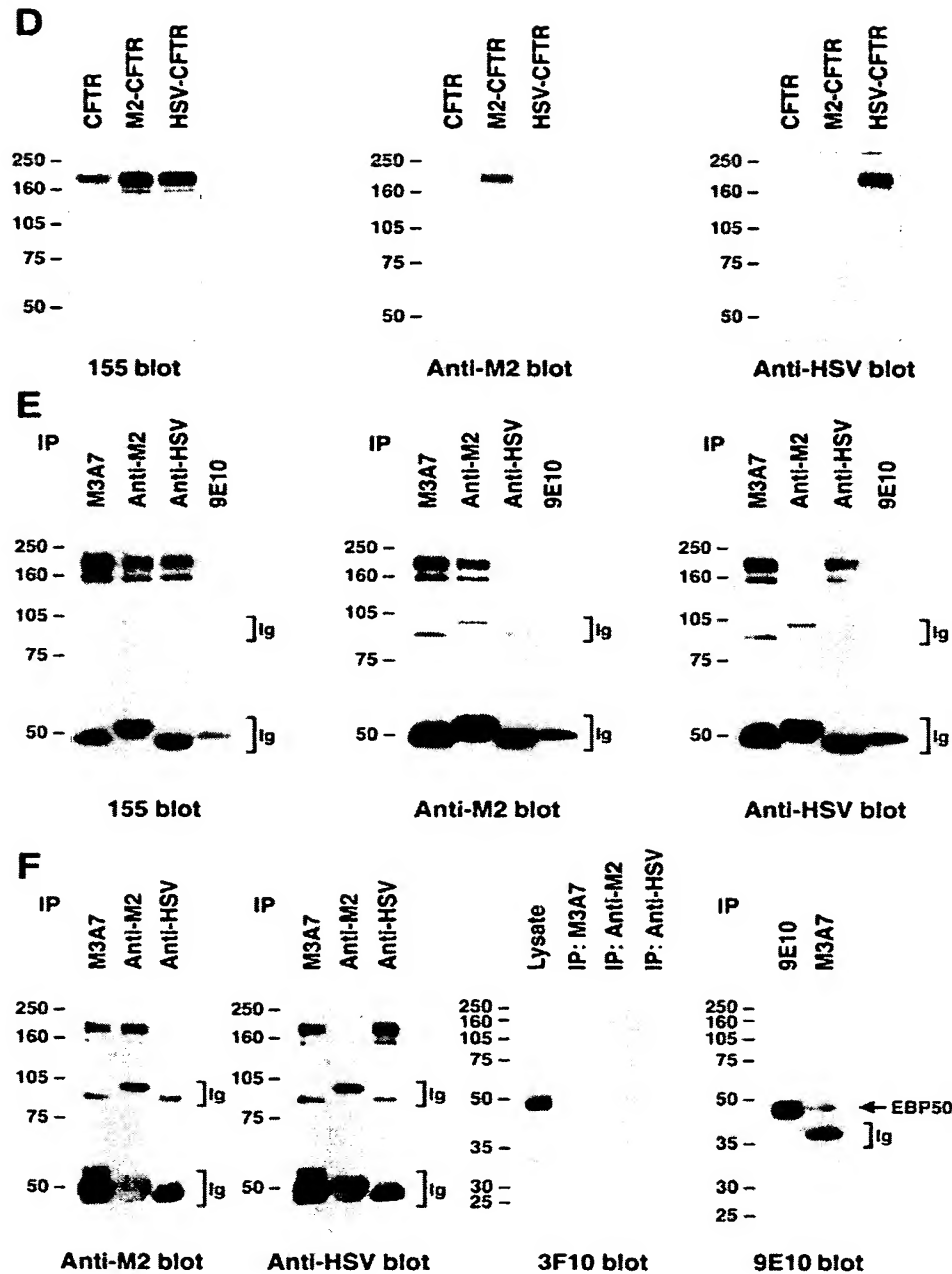 D
CFTR
M2-CFTR
HSV-CFTR
250 –
160 –
105 –
75 –
50 –
155 blot
CFTR
M2-CFTR
HSV-CFTR
250 –
160 –
105 –
75 –
50 –
Anti-M2 blot
CFTR
M2-CFTR
HSV-CFTR
250 –
160 –
105 –
75 –
50 –
Anti-HSV blot
E
IP
M3A7
Anti-M2
Anti-HSV
9E10
250 –
160 –
105 –
75 –
50 –
]Ig
]Ig
155 blot
IP
M3A7
Anti-M2
Anti-HSV
9E10
250 –
160 –
105 –
75 –
50 –
]Ig
]Ig
Anti-M2 blot
IP
M3A7
Anti-M2
Anti-HSV
9E10
250 –
160 –
105 –
75 –
50 –
]Ig
]Ig
Anti-HSV blot
F
IP
M3A7
Anti-M2
Anti-HSV
250 –
160 –
105 –
75 –
50 –
]Ig
]Ig
Anti-M2 blot
IP
M3A7
Anti-M2
Anti-HSV
250 –
160 –
105 –
75 –
50 –
]Ig
]Ig
Anti-HSV blot
Lysate
IP: M3A7
IP: Anti-M2
IP: Anti-HSV
250 –
160 –
105 –
75 –
50 –
35 –
30 –
25 –
3F10 blot
IP
9E10
M3A7
250 –
160 –
105 –
75 –
50 –
35 –
30 –
25 –
EBP50
]Ig
9E10 blot